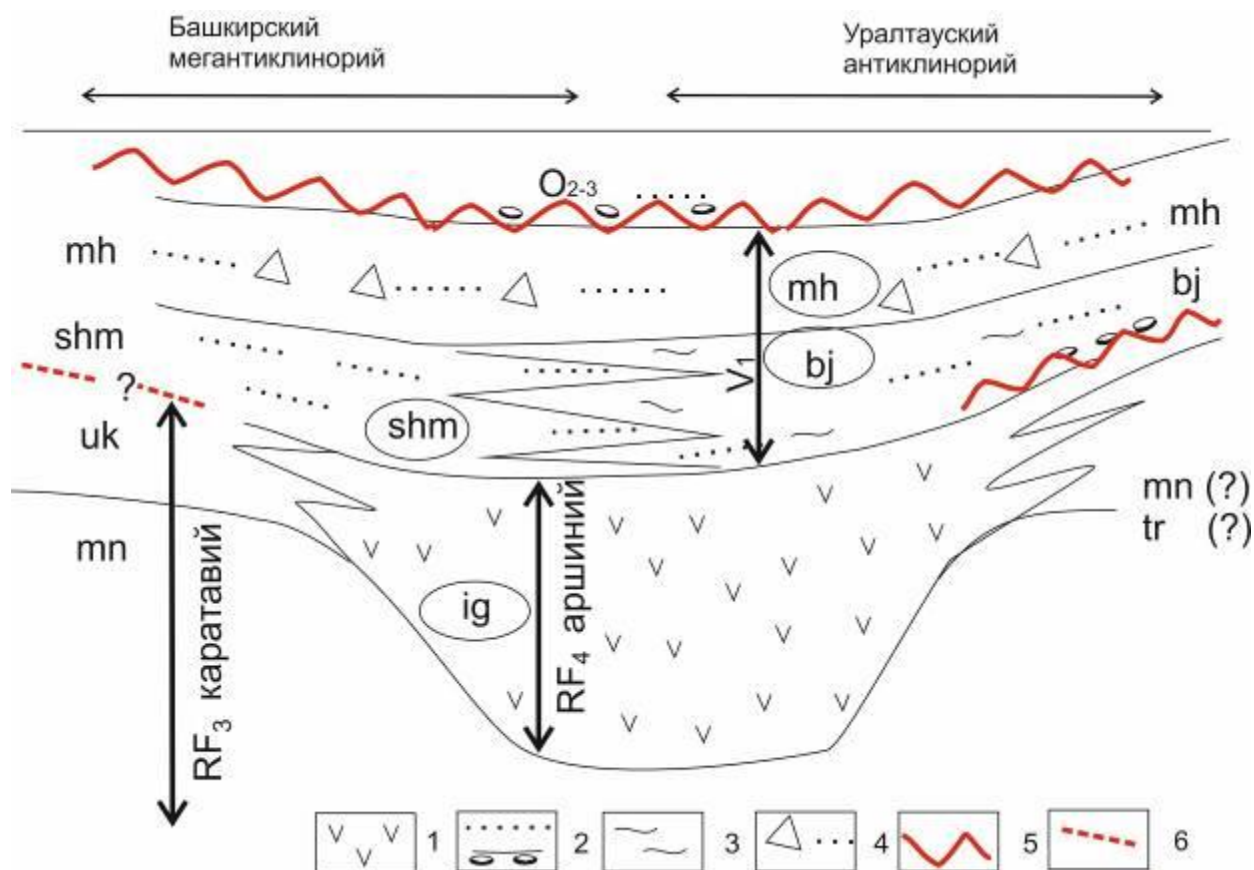 Башкирский
мегантиклинорий
Уралтауский
антиклинорий
O2-3
mh
mh
mh
bj
shm
bj
V1
?
shm
uk
mn (?)
tr (?)
mn
ig
RF4 аршиний
RF3 каратавий
1
2
3
4
5
6